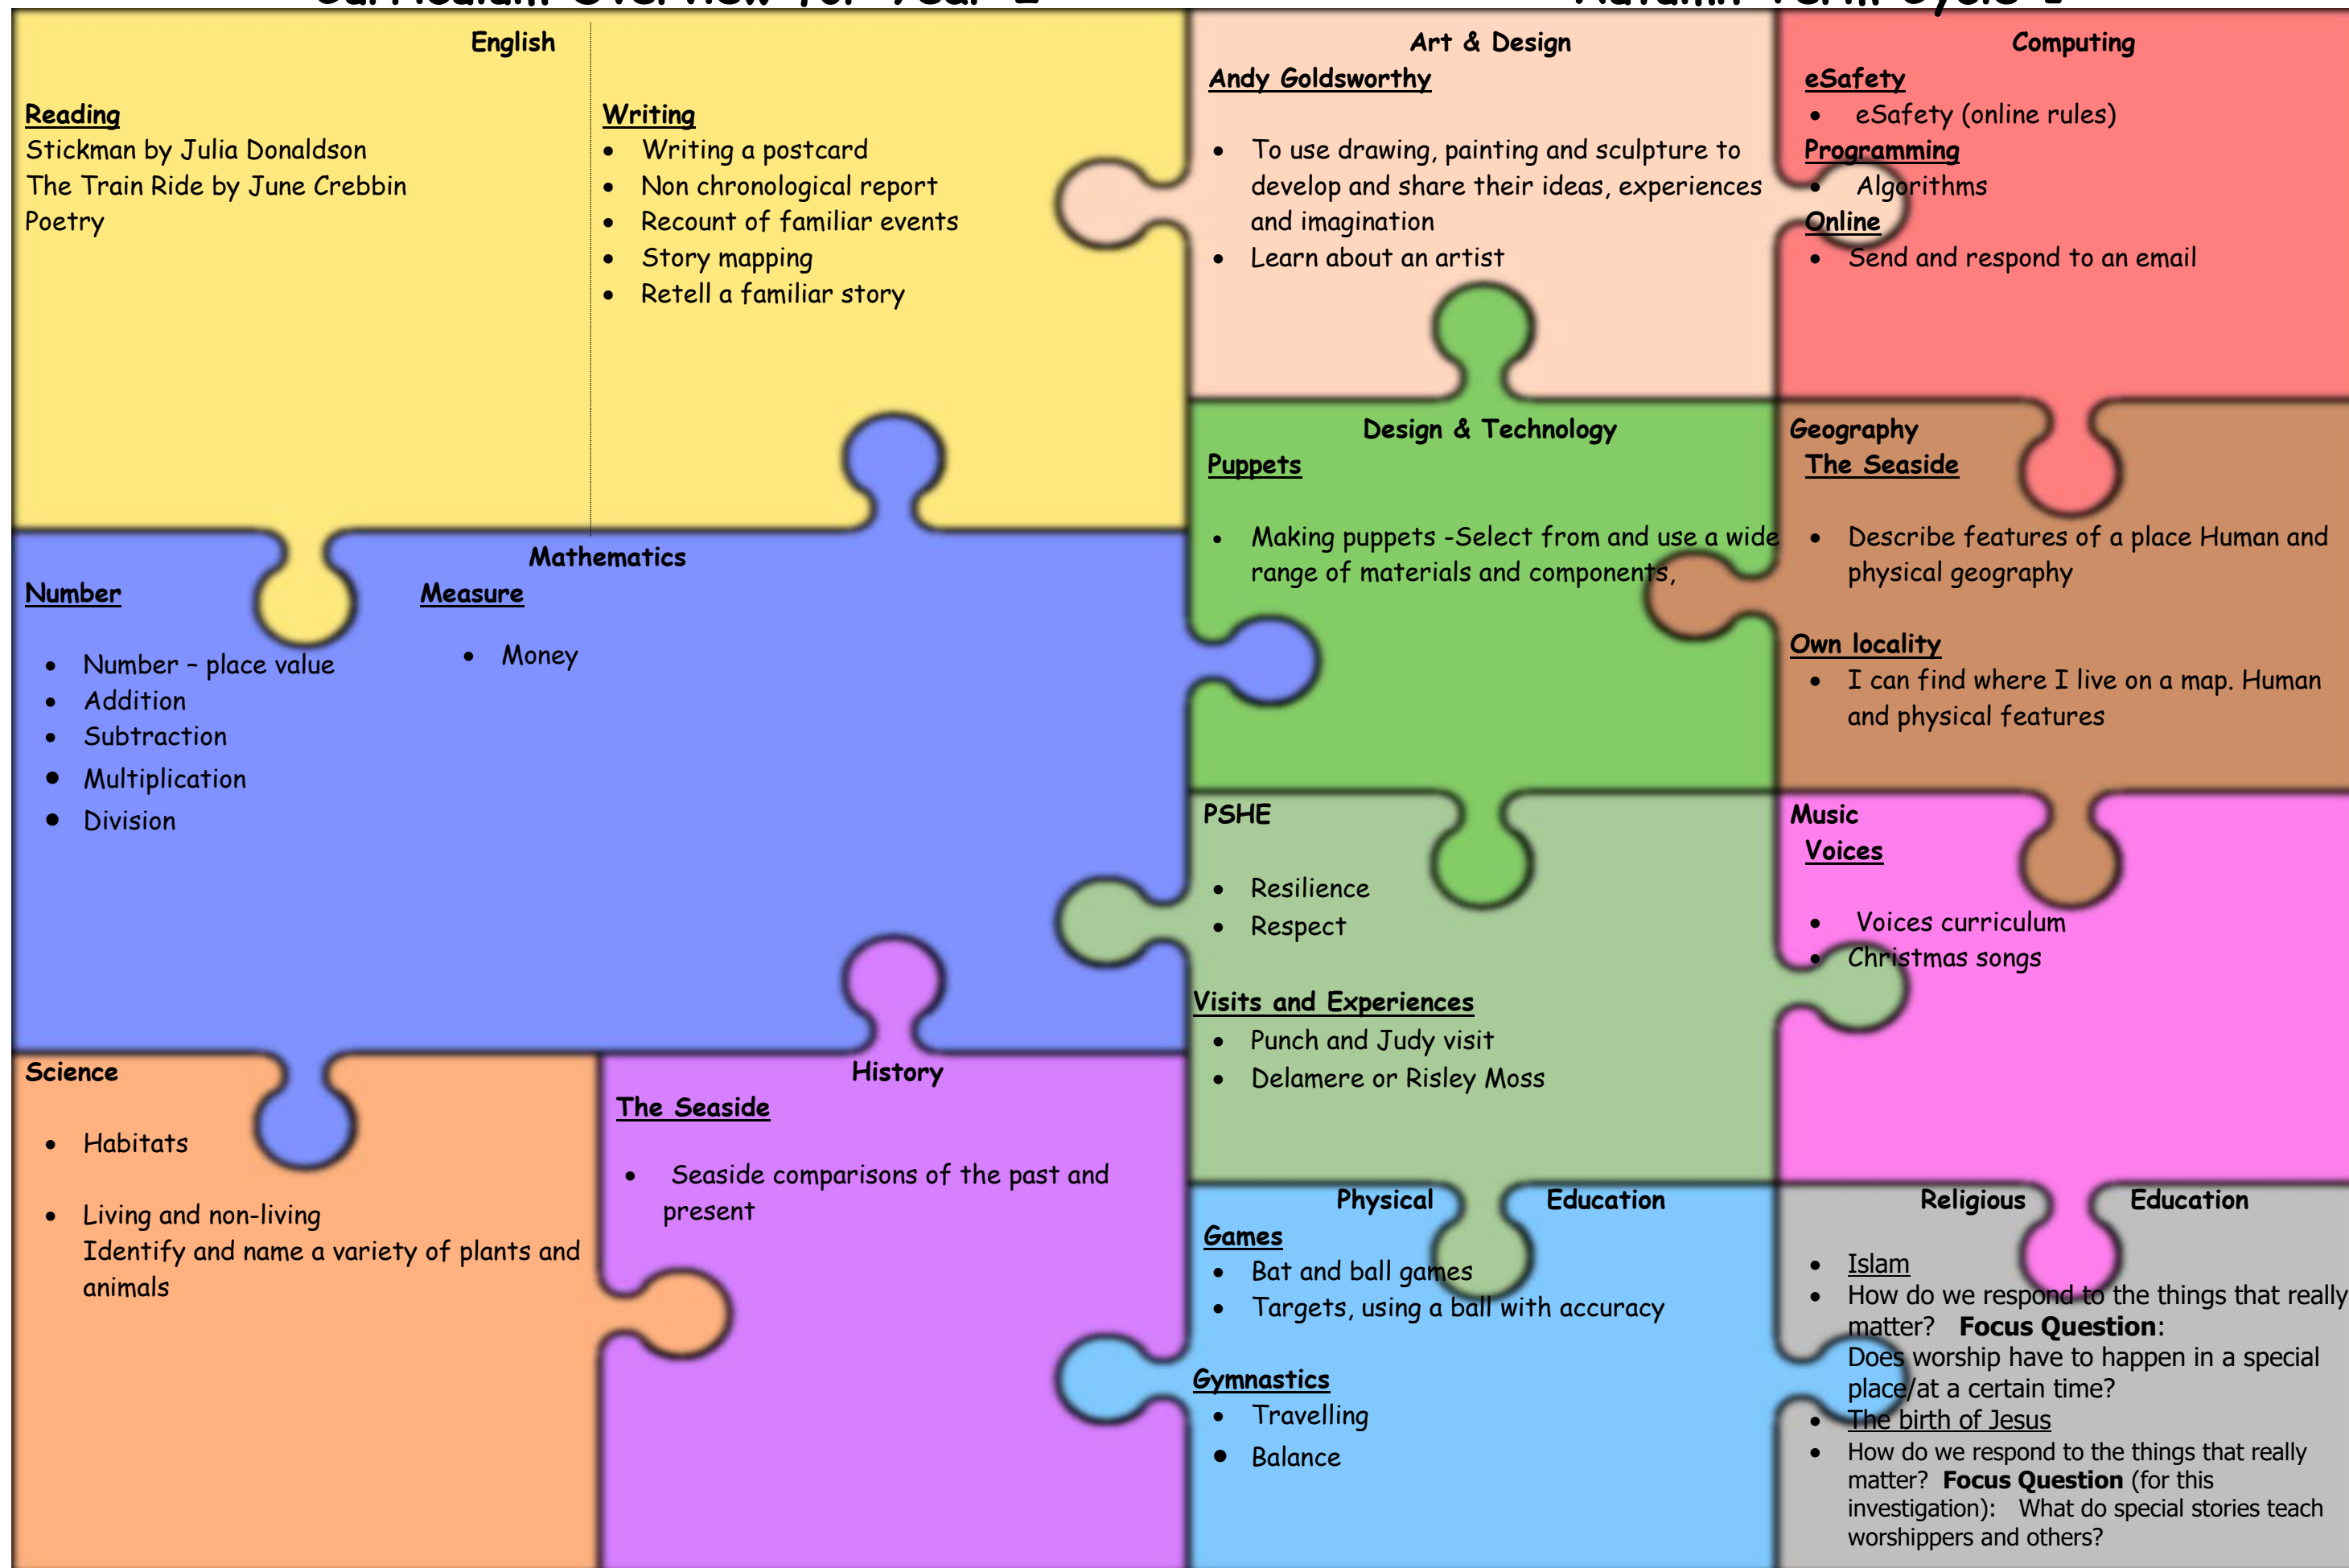 Curriculum Overview for Year
Autumn Term Cycle
English
Reading
Stickman by Julia Donaldson
The Train Ride by June Crebbin
Poetry
Writing
• Writing a postcard
• Non chronological report
• Recount of familiar events
• Story mapping
• Retell a familiar story
Art & Design
Andy Goldsworthy
• To use drawing, painting and sculpture to
develop and share their ideas, experiences
and imagination
• Learn about an artist
Computing
eSafety
• eSafety (online rules)
Programming
• Algorithms
Online
• Send and respond to an email
Mathematics
Number
• Number – place value
• Addition
• Subtraction
• Multiplication
• Division
Measure
• Money
Design & Technology
Puppets
• Making puppets -Select from and use a wide
range of materials and components,
Geography
The Seaside
• Describe features of a place Human and
physical geography
Own locality
• I can find where I live on a map. Human
and physical features
PSHE
• Resilience
• Respect
Visits and Experiences
• Punch and Judy visit
• Delamere or Risley Moss
Music
Voices
• Voices curriculum
• Christmas songs
Science
• Habitats
• Living and non-living
Identify and name a variety of plants and
animals
History
The Seaside
• Seaside comparisons of the past and
present
Physical Education
Games
• Bat and ball games
• Targets, using a ball with accuracy
Gymnastics
• Travelling
• Balance
Religious Education
• Islam
• How do we respond to the things that really
matter? Focus Question:
Does worship have to happen in a special
place/at a certain time?
• The birth of Jesus
• How do we respond to the things that really
matter? Focus Question (for this
investigation): What do special stories teach
worshippers and others?